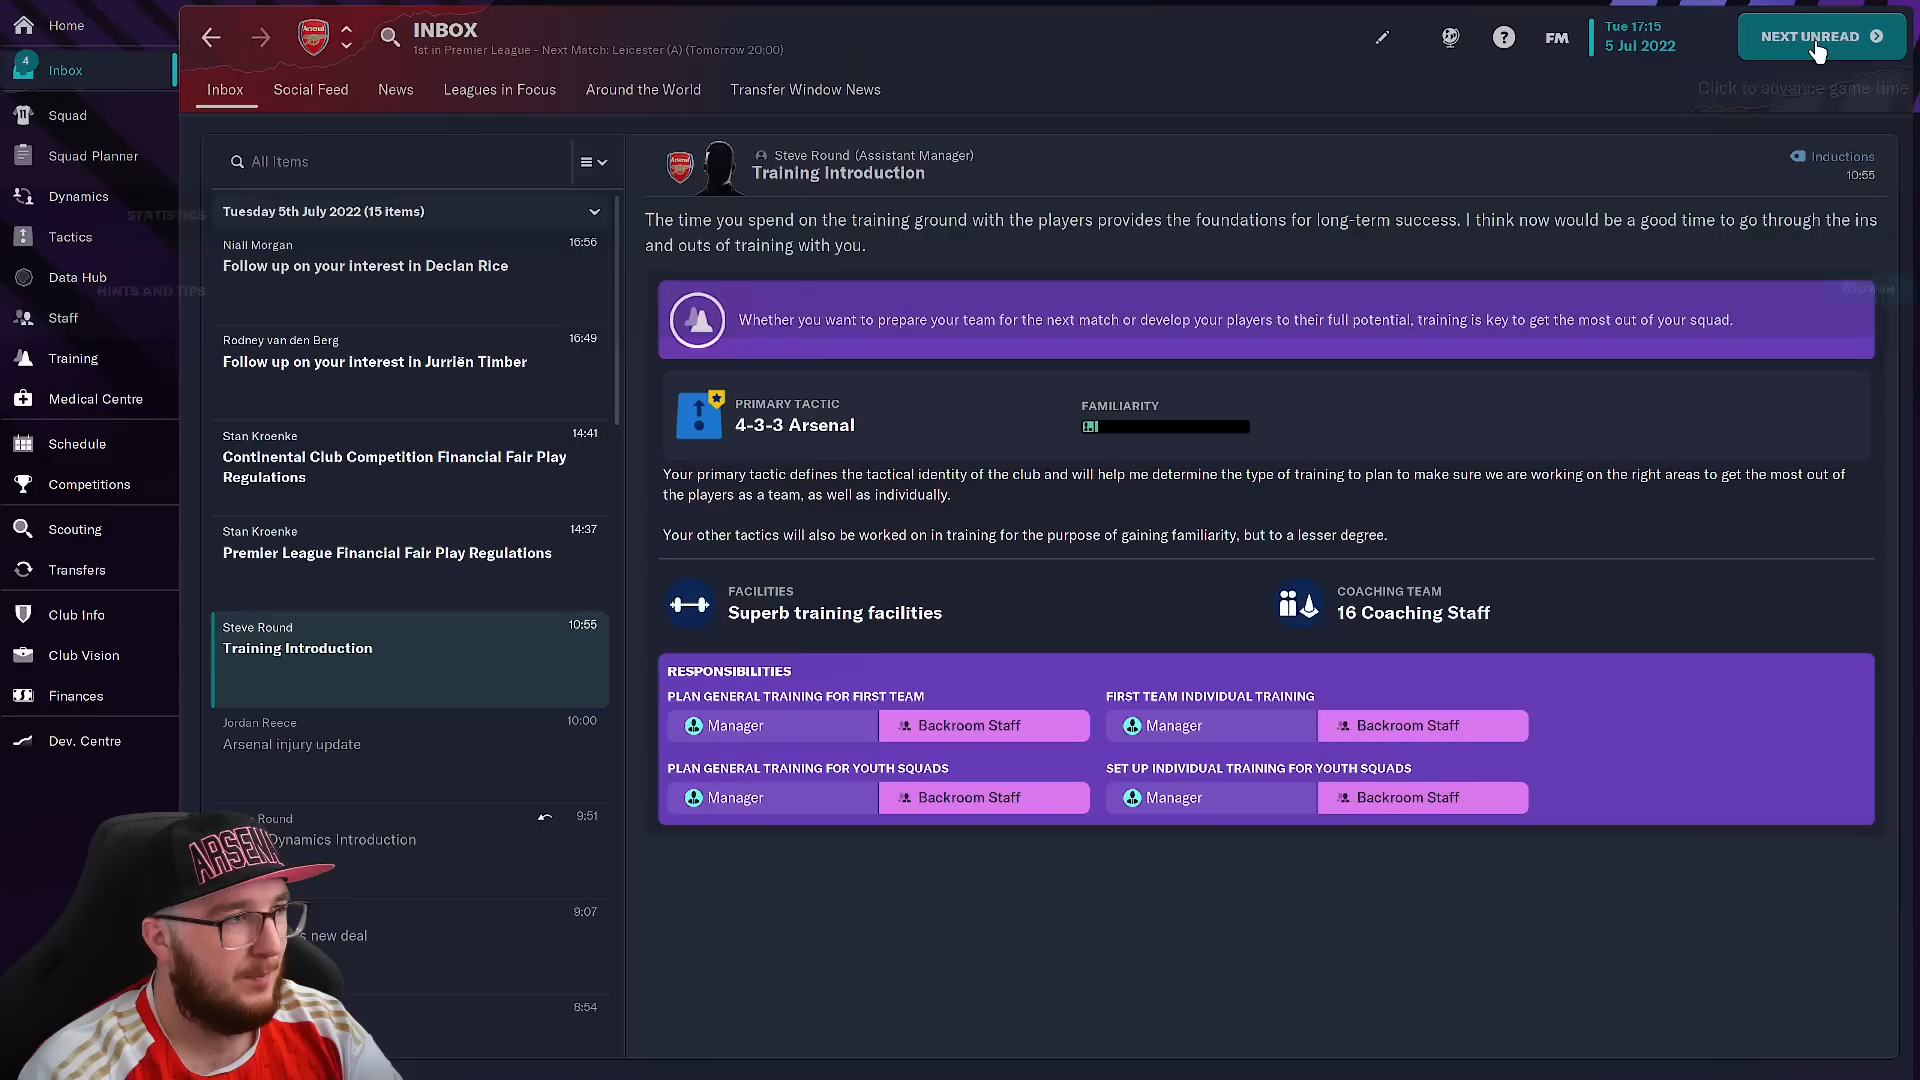 Home
4
Inbox
Squad
Squad Planner
Dynamics
STATISTICS
Tactics
Data Hub
HINTS AND TIPS
Staff
Training
Medical Centre
Schedule
Competitions
Scouting
Transfers
Club Info
Club Vision
Finances
Dev. Centre
Arsenal
INBOX
1st in Premier League - Next Match: Leicester (A) (Tomorrow 20:00)
?
FM
Tue 17:15
5 Jul 2022
NEXT UNREAD
Click to advance game time
Inbox
Social Feed
News
Leagues in Focus
Around the World
Transfer Window News
All Items
Tuesday 5th July 2022 (15 items)
Niall Morgan 16:56
Follow up on your interest in Declan Rice
Rodney van den Berg 16:49
Follow up on your interest in Jurriën Timber
Stan Kroenke 14:41
Continental Club Competition Financial Fair Play
Regulations
Stan Kroenke 14:37
Premier League Financial Fair Play Regulations
Steve Round 10:55
Training Introduction
Jordan Reece 10:00
Arsenal injury update
Round 9:51
Dynamics Introduction
9:07
new deal
8:54
Steve Round (Assistant Manager)
Training Introduction
Inductions
10:55
The time you spend on the training ground with the players provides the foundations for long-term success. I think now would be a good time to go through the ins
and outs of training with you.
Whether you want to prepare your team for the next match or develop your players to their full potential, training is key to get the most out of your squad.
PRIMARY TACTIC
4-3-3 Arsenal
FAMILIARITY
Your primary tactic defines the tactical identity of the club and will help me determine the type of training to plan to make sure we are working on the right areas to get the most out of
the players as a team, as well as individually.
Your other tactics will also be worked on in training for the purpose of gaining familiarity, but to a lesser degree.
FACILITIES
Superb training facilities
COACHING TEAM
16 Coaching Staff
RESPONSIBILITIES
PLAN GENERAL TRAINING FOR FIRST TEAM
Manager
Backroom Staff
FIRST TEAM INDIVIDUAL TRAINING
Manager
Backroom Staff
PLAN GENERAL TRAINING FOR YOUTH SQUADS
Manager
Backroom Staff
SET UP INDIVIDUAL TRAINING FOR YOUTH SQUADS
Manager
Backroom Staff
ARSENA